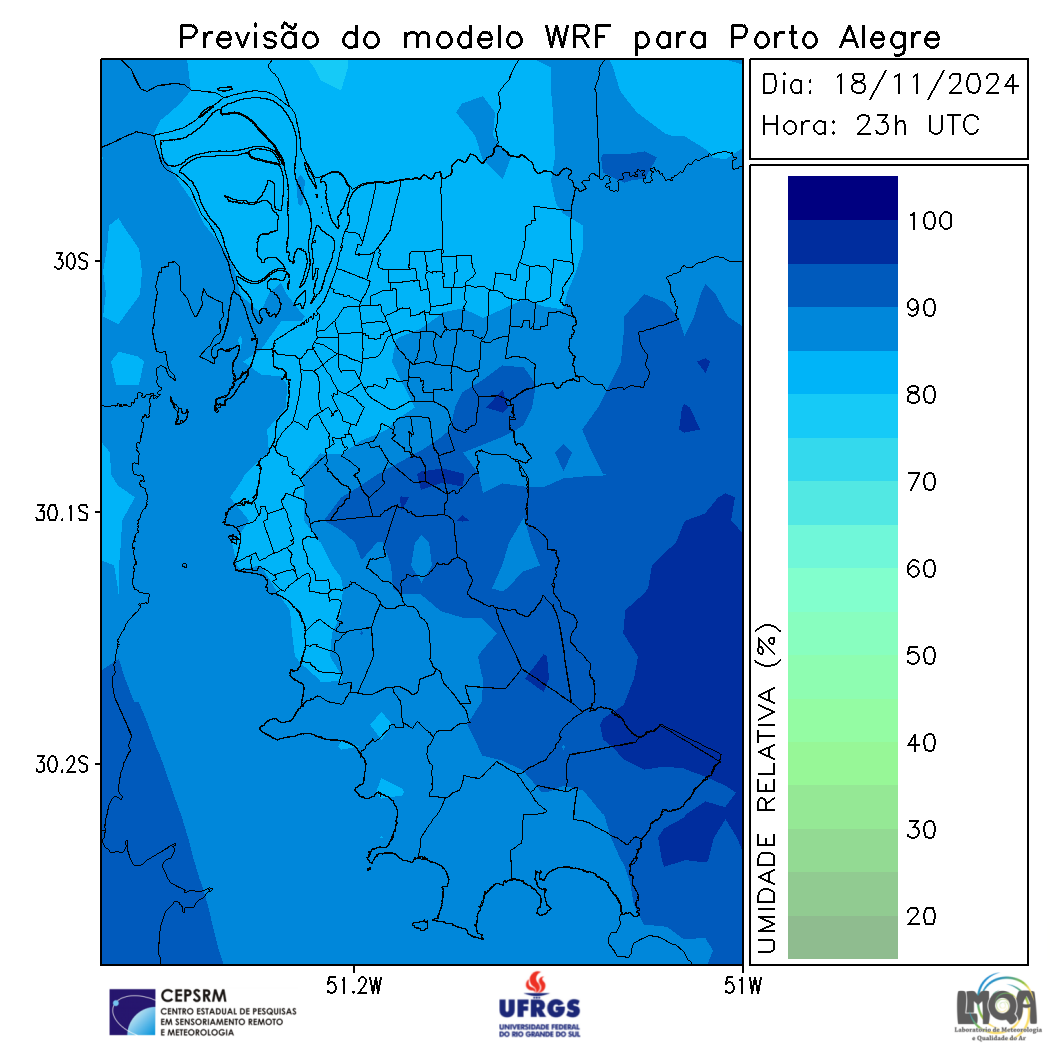 Previsão do modelo WRF para Porto Alegre
Dia: 18/11/2024
Hora: 23h UTC
30S
30.1S
30.2S
51.2W
51W
UMIDADE RELATIVA (%)
100
90
80
70
60
50
40
30
20
CEPSRM
CENTRO ESTADUAL DE PESQUISAS
EM SENSORIAMENTO REMOTO
E METEOROLOGIA
UFRGS
UNIVERSIDADE FEDERAL
DO RIO GRANDE DO SUL
LMQA
Laboratório de Meteorologia
e Qualidade do Ar